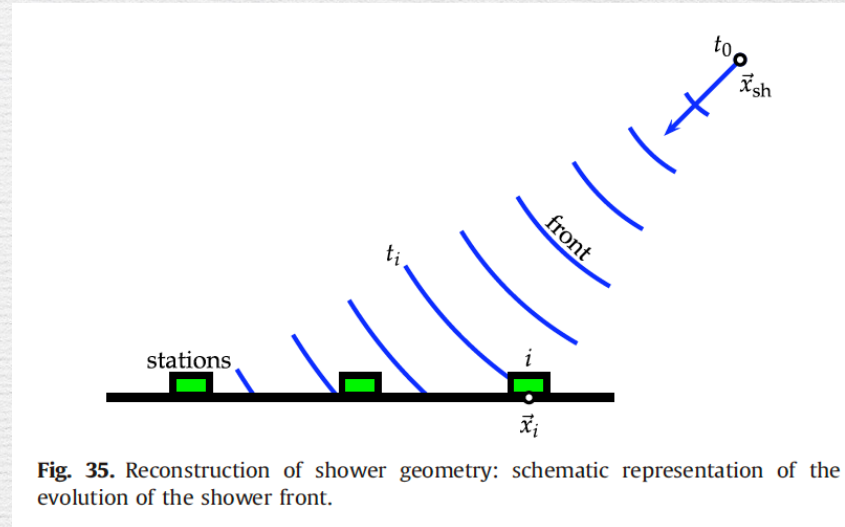 t₀
x⃗sh
front
tᵢ
stations
i
x⃗ᵢ
Fig. 35. Reconstruction of shower geometry: schematic representation of the
evolution of the shower front.